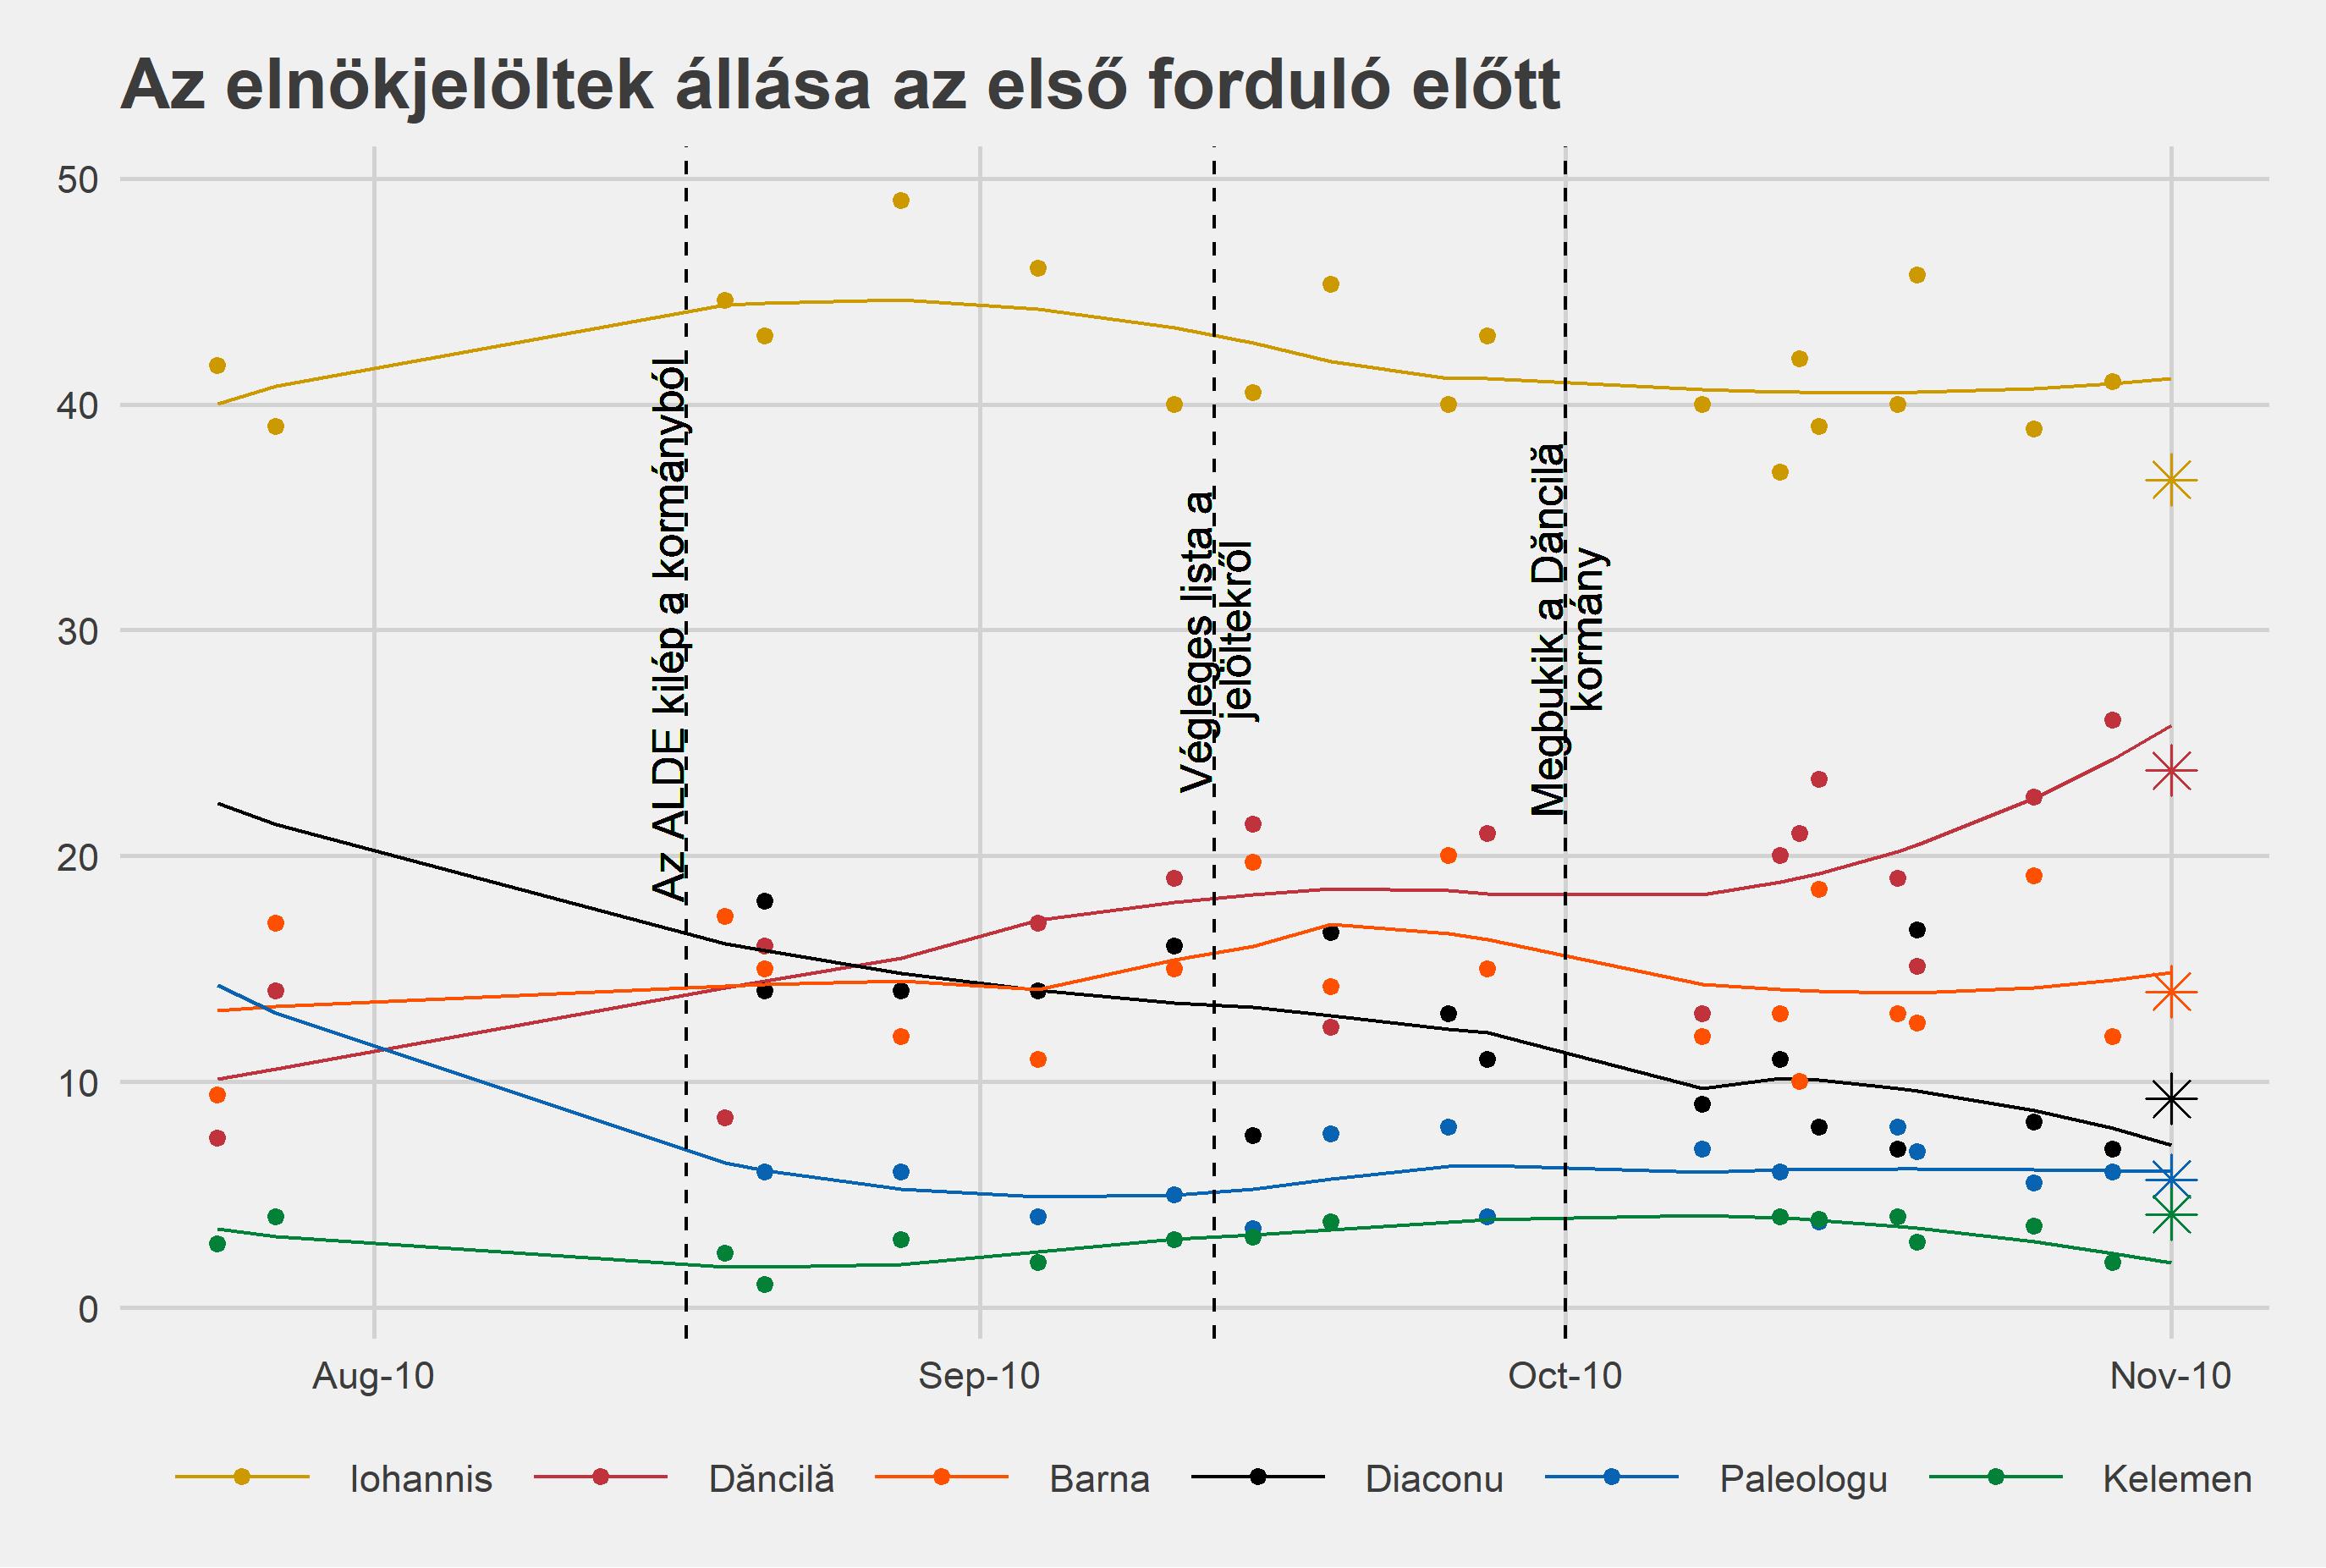 Az elnökjelöltek állása az első forduló előtt
50
40
30
20
10
0
Az ALDE kilép a kormányból
Végleges lista a
jelöltekről
Megbukik a Dăncilă
kormány
Aug-10
Sep-10
Oct-10
Nov-10
Iohannis
Dăncilă
Barna
Diaconu
Paleologu
Kelemen